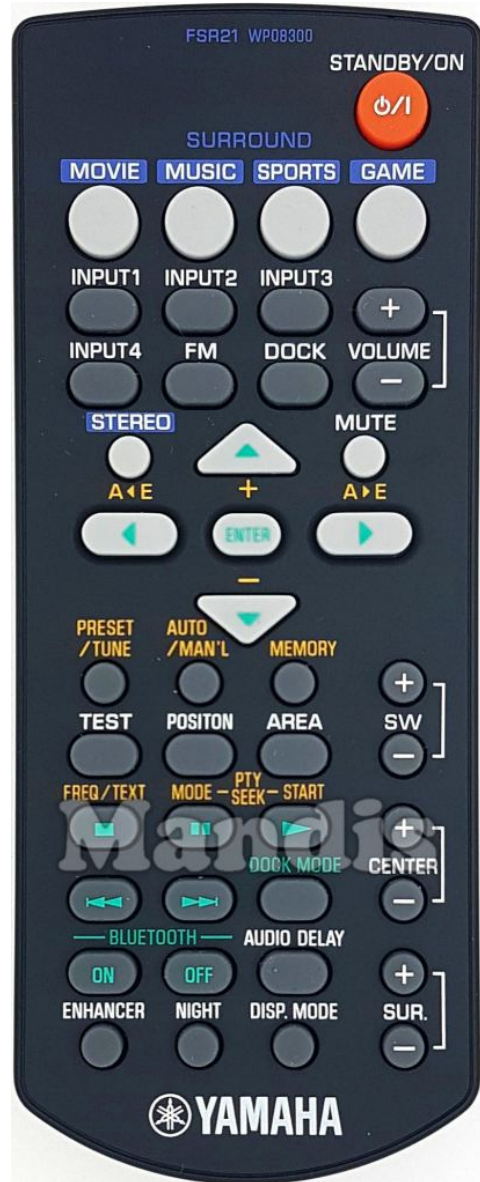 FSR21 WP08300
STANDBY/ON
⏻/I
SURROUND
MOVIE MUSIC SPORTS GAME
INPUT1 INPUT2 INPUT3
+
INPUT4 FM DOCK VOLUME
−
STEREO MUTE
A◄E + A►E
ENTER
−
PRESET /TUNE AUTO /MAN'L MEMORY
+
TEST POSITON AREA SW
−
FREQ/TEXT MODE – PTY SEEK – START
Mandis
+
DOCK MODE CENTER
−
BLUETOOTH AUDIO DELAY
ON OFF +
ENHANCER NIGHT DISP. MODE SUR.
−
YAMAHA